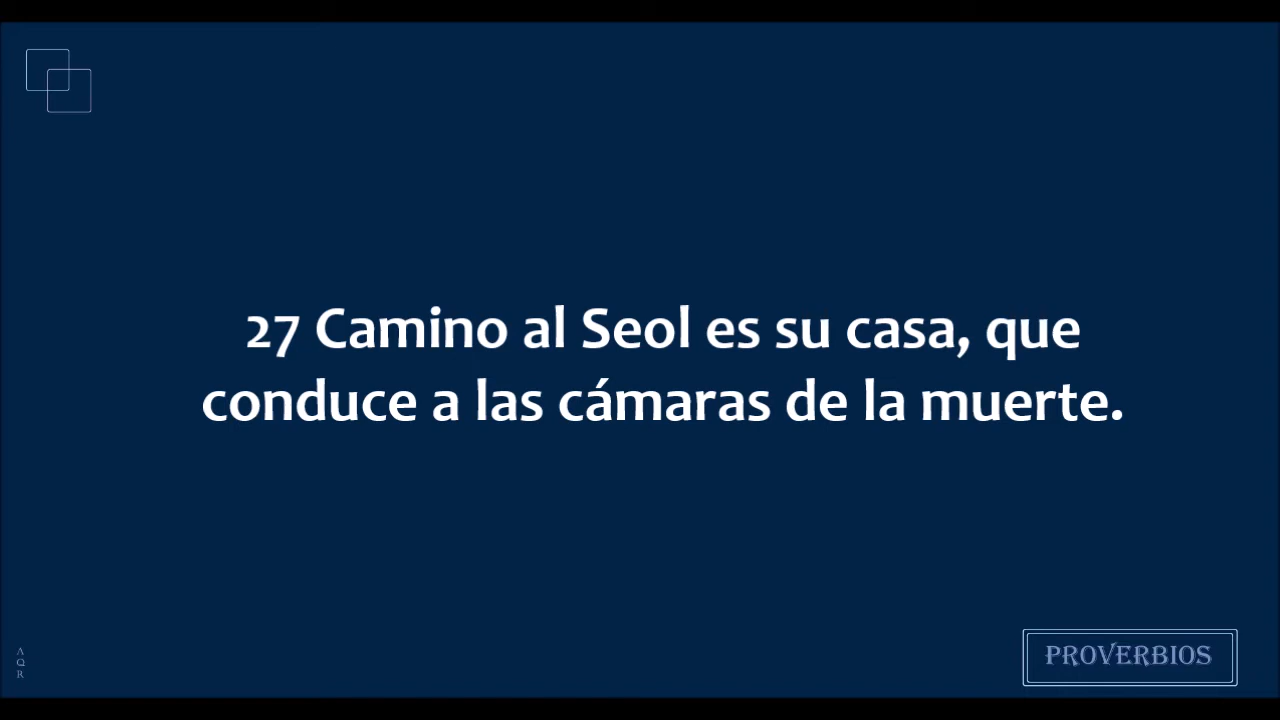 27 Camino al Seol es su casa, que
conduce a las cámaras de la muerte.
A
Q
R
PROVERBIOS